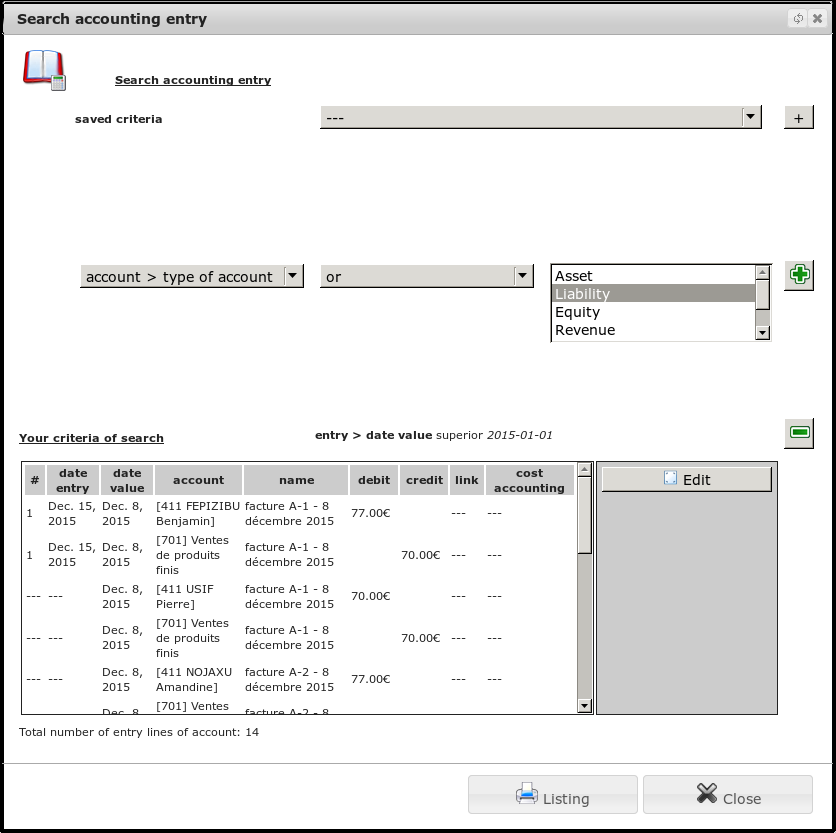 Search accounting entry
Search accounting entry
saved criteria --- +
account > type of account or Asset
Liability
Equity
Revenue
Your criteria of search entry > date value superior 2015-01-01
# date entry date value account name debit credit link cost accounting
1 Dec. 15, 2015 Dec. 8, 2015 [411 FEPIZIBU Benjamin] facture A-1 - 8 décembre 2015 77.00€ --- ---
1 Dec. 15, 2015 Dec. 8, 2015 [701] Ventes de produits finis facture A-1 - 8 décembre 2015 70.00€ --- ---
--- --- Dec. 8, 2015 [411 USIF Pierre] facture A-1 - 8 décembre 2015 70.00€ --- ---
--- --- Dec. 8, 2015 [701] Ventes de produits finis facture A-1 - 8 décembre 2015 70.00€ --- ---
--- --- Dec. 8, 2015 [411 NOJAXU Amandine] facture A-2 - 8 décembre 2015 77.00€ --- ---
Dec. 8, [701] Ventes facture A-2 - 8
Edit
Total number of entry lines of account: 14
Listing Close